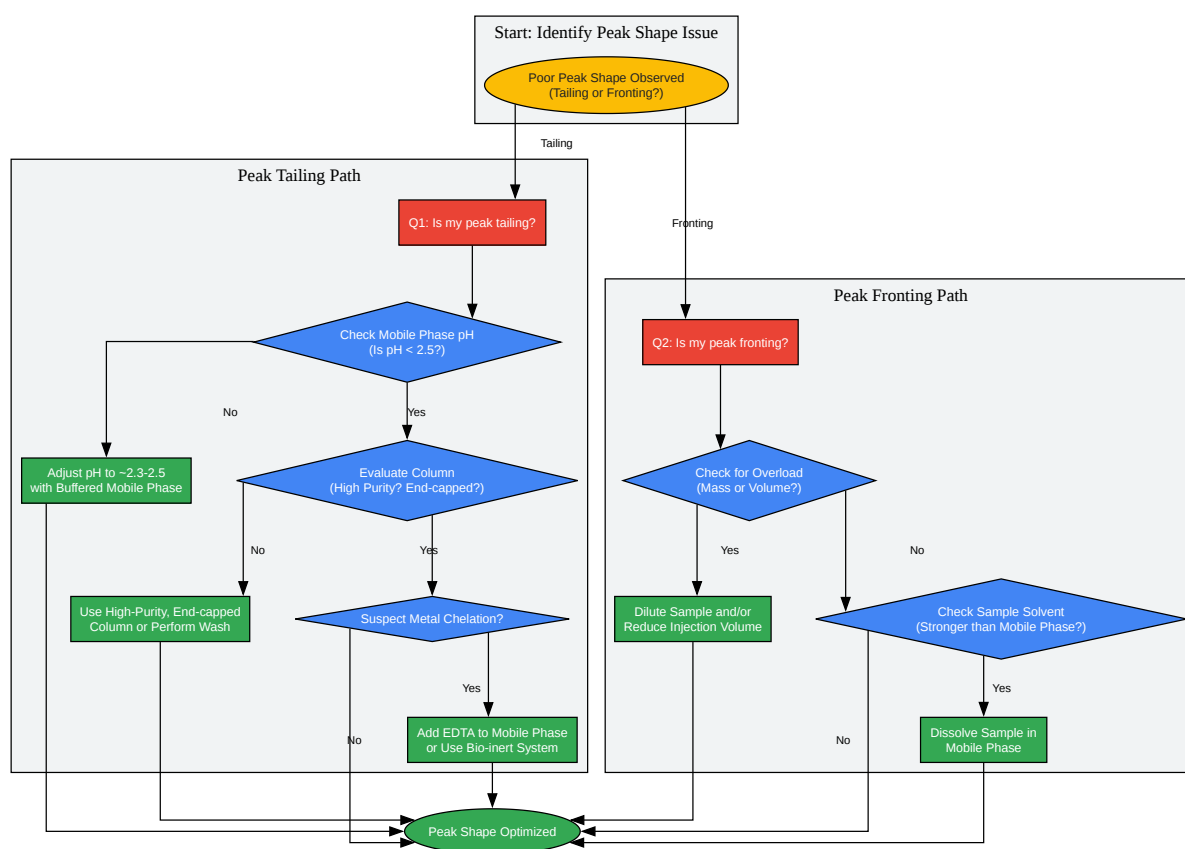 Start: Identify Peak Shape Issue
Poor Peak Shape Observed
(Tailing or Fronting?)
Tailing
Peak Tailing Path
Q1: Is my peak tailing?
Fronting
Peak Fronting Path
Check Mobile Phase pH
(Is pH < 2.5?)
Q2: Is my peak fronting?
No
Yes
Adjust pH to ~2.3-2.5
with Buffered Mobile Phase
Evaluate Column
(High Purity? End-capped?)
Check for Overload
(Mass or Volume?)
No
Yes
Yes
No
Use High-Purity, End-capped
Column or Perform Wash
Suspect Metal Chelation?
Dilute Sample and/or
Reduce Injection Volume
Check Sample Solvent
(Stronger than Mobile Phase?)
Yes
Yes
No
Add EDTA to Mobile Phase
or Use Bio-inert System
No
Dissolve Sample in
Mobile Phase
Peak Shape Optimized